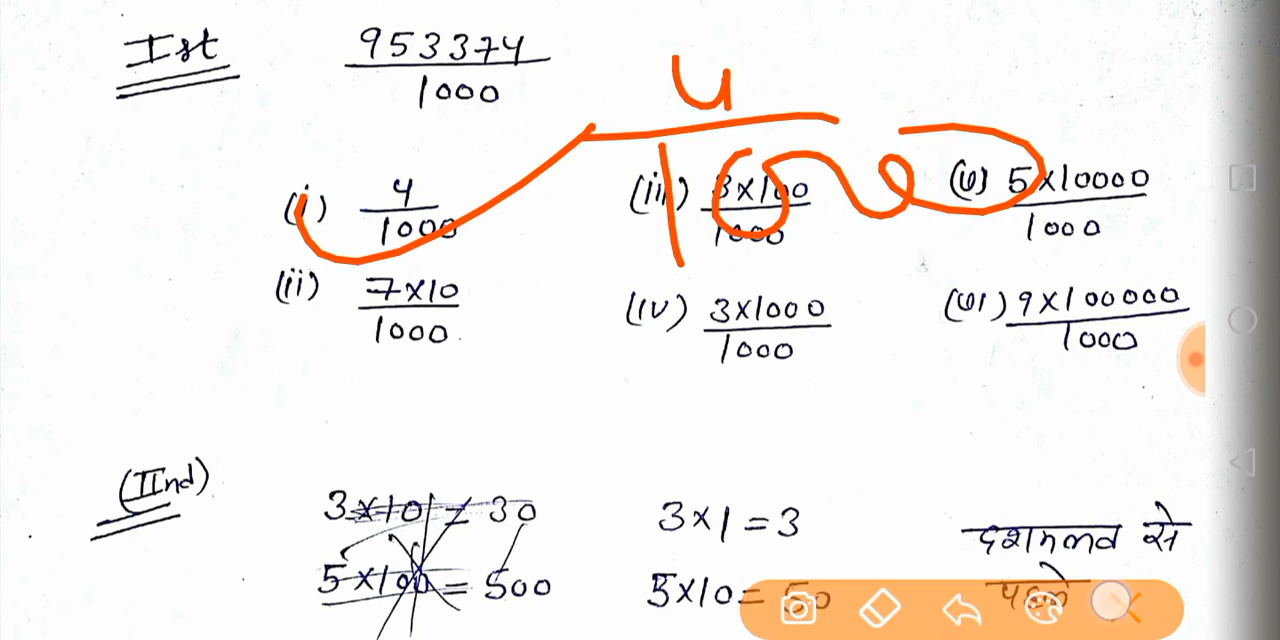 Ist 953374/1000
4/1000
(i) 4/1000 (iii) 3×100/1000 (v) 5×10000/1000
(ii) 7×10/1000 (iv) 3×1000/1000 (vi) 9×100000/1000
(IInd) 3×10 = 30 3×1 = 3 दशमलव से
5×100 = 500 5×10 = 50 पहले